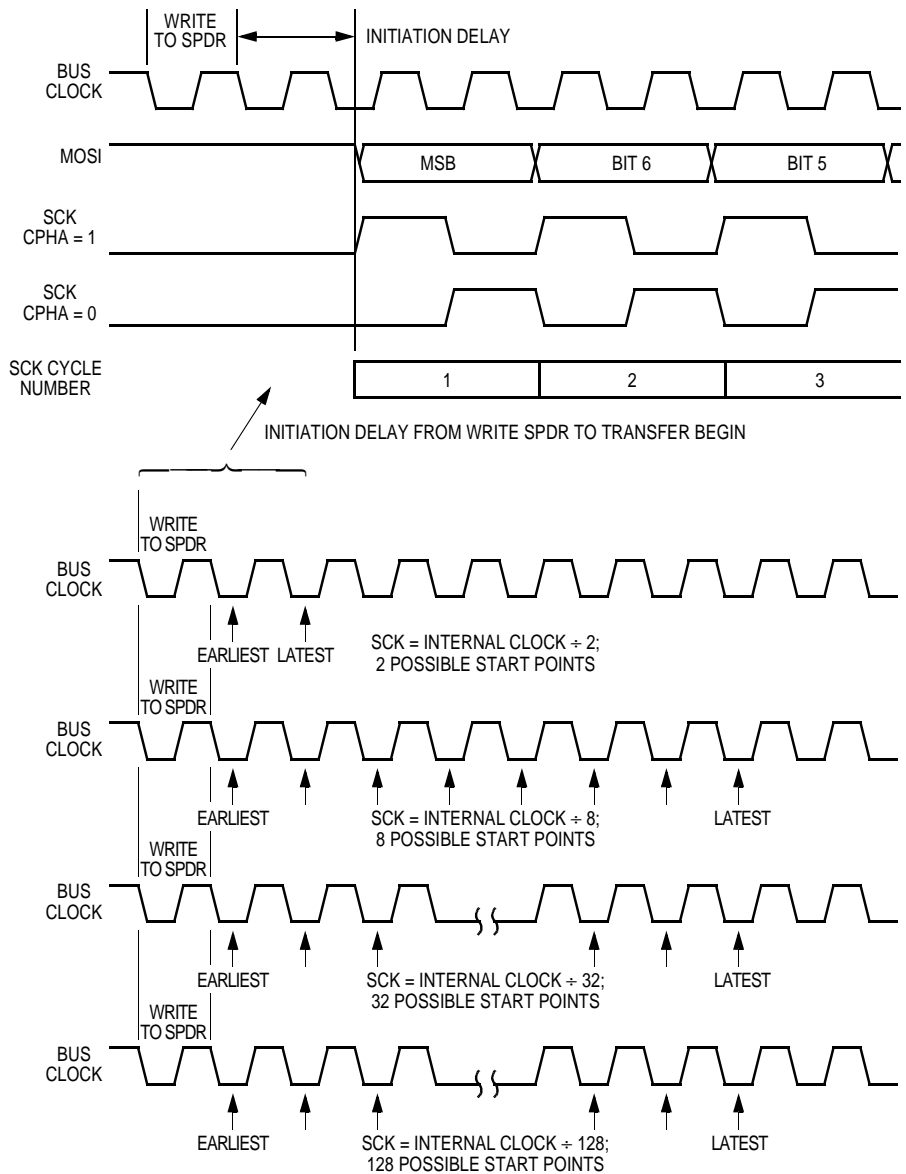 WRITE
TO SPDR
INITIATION DELAY
BUS
CLOCK
MOSI
MSB
BIT 6
BIT 5
SCK
CPHA = 1
SCK
CPHA = 0
SCK CYCLE
NUMBER
1
2
3
INITIATION DELAY FROM WRITE SPDR TO TRANSFER BEGIN
WRITE
TO SPDR
BUS
CLOCK
EARLIEST
LATEST
SCK = INTERNAL CLOCK ÷ 2;
2 POSSIBLE START POINTS
WRITE
TO SPDR
BUS
CLOCK
EARLIEST
SCK = INTERNAL CLOCK ÷ 8;
8 POSSIBLE START POINTS
LATEST
WRITE
TO SPDR
BUS
CLOCK
EARLIEST
SCK = INTERNAL CLOCK ÷ 32;
32 POSSIBLE START POINTS
LATEST
WRITE
TO SPDR
BUS
CLOCK
EARLIEST
SCK = INTERNAL CLOCK ÷ 128;
128 POSSIBLE START POINTS
LATEST